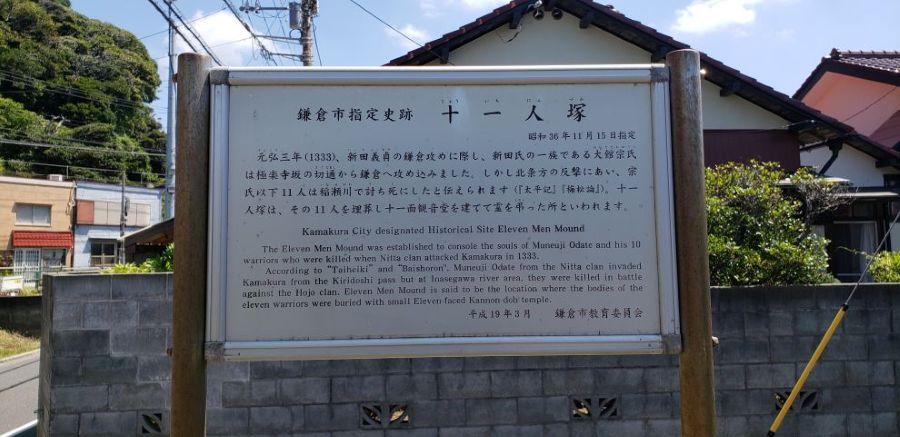 鎌倉市指定史跡 十一人塚
じゅう いち にん づか
昭和36年11月15日指定
元弘三年(1333)、新田義貞の鎌倉攻めに際し、新田氏の一族である大館宗氏
は極楽寺坂の切通から鎌倉へ攻め込みました。しかし北条方の反撃にあい、宗
氏以下11人は稲瀬川で討ち死にしたと伝えられます(『太平記』『梅松論』)。十一
人塚は、その11人を埋葬し十一面観音堂を建てて霊を弔った所といわれます。
Kamakura City designated Historical Site Eleven Men Mound
The Eleven Men Mound was established to console the souls of Muneuji Odate and his 10
warriors who were killed when Nitta clan attacked Kamakura in 1333.
According to "Taiheiki" and "Baishoron", Muneuji Odate from the Nitta clan invaded
Kamakura from the Kiridoshi pass but at Inasegawa river area, they were killed in battle
against the Hojo clan. Eleven Men Mound is said to be the location where the bodies of the
eleven warriors were buried with small Eleven-faced Kannon doh temple.
平成19年3月 鎌倉市教育委員会